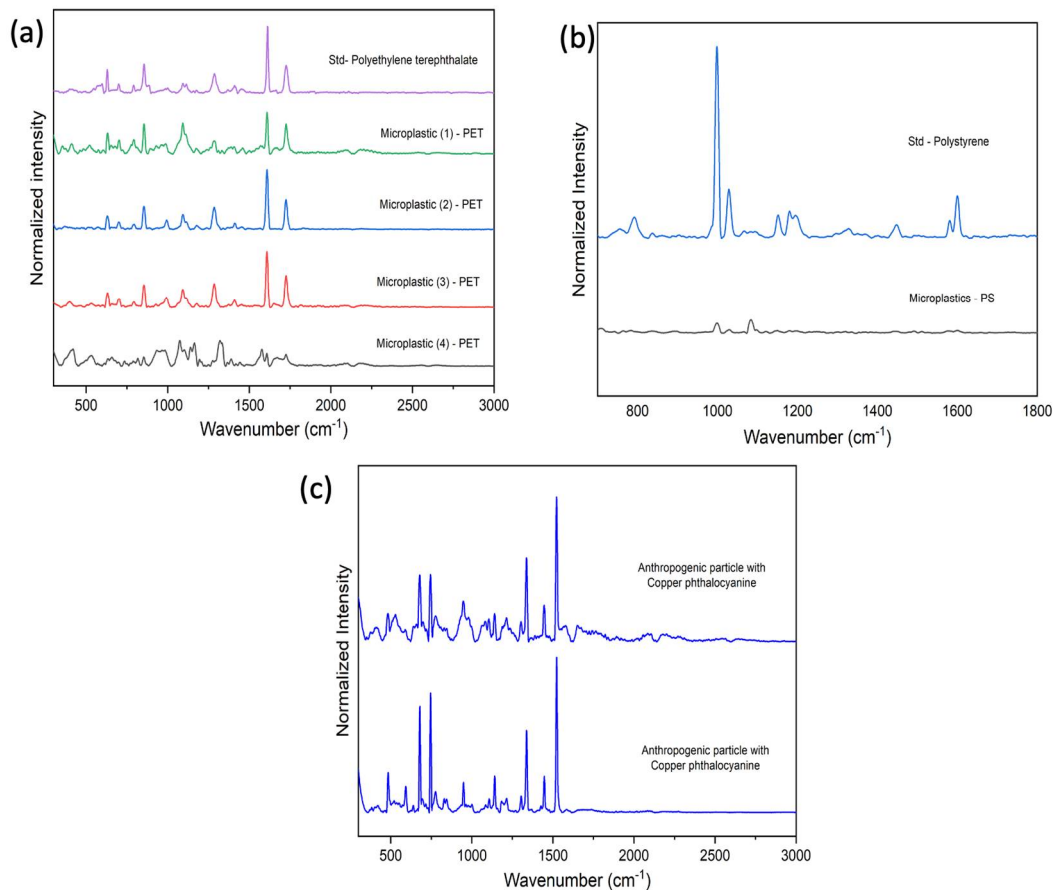 (a)
Normalized intensity
Std- Polyethylene terephthalate
Microplastic (1) - PET
Microplastic (2) - PET
Microplastic (3) - PET
Microplastic (4) - PET
500 1000 1500 2000 2500 3000
Wavenumber (cm⁻¹)
(b)
Normalized Intensity
Std - Polystyrene
Microplastics - PS
800 1000 1200 1400 1600 1800
Wavenumber (cm⁻¹)
(c)
Normalized Intensity
Anthropogenic particle with
Copper phthalocyanine
Anthropogenic particle with
Copper phthalocyanine
500 1000 1500 2000 2500 3000
Wavenumber (cm⁻¹)